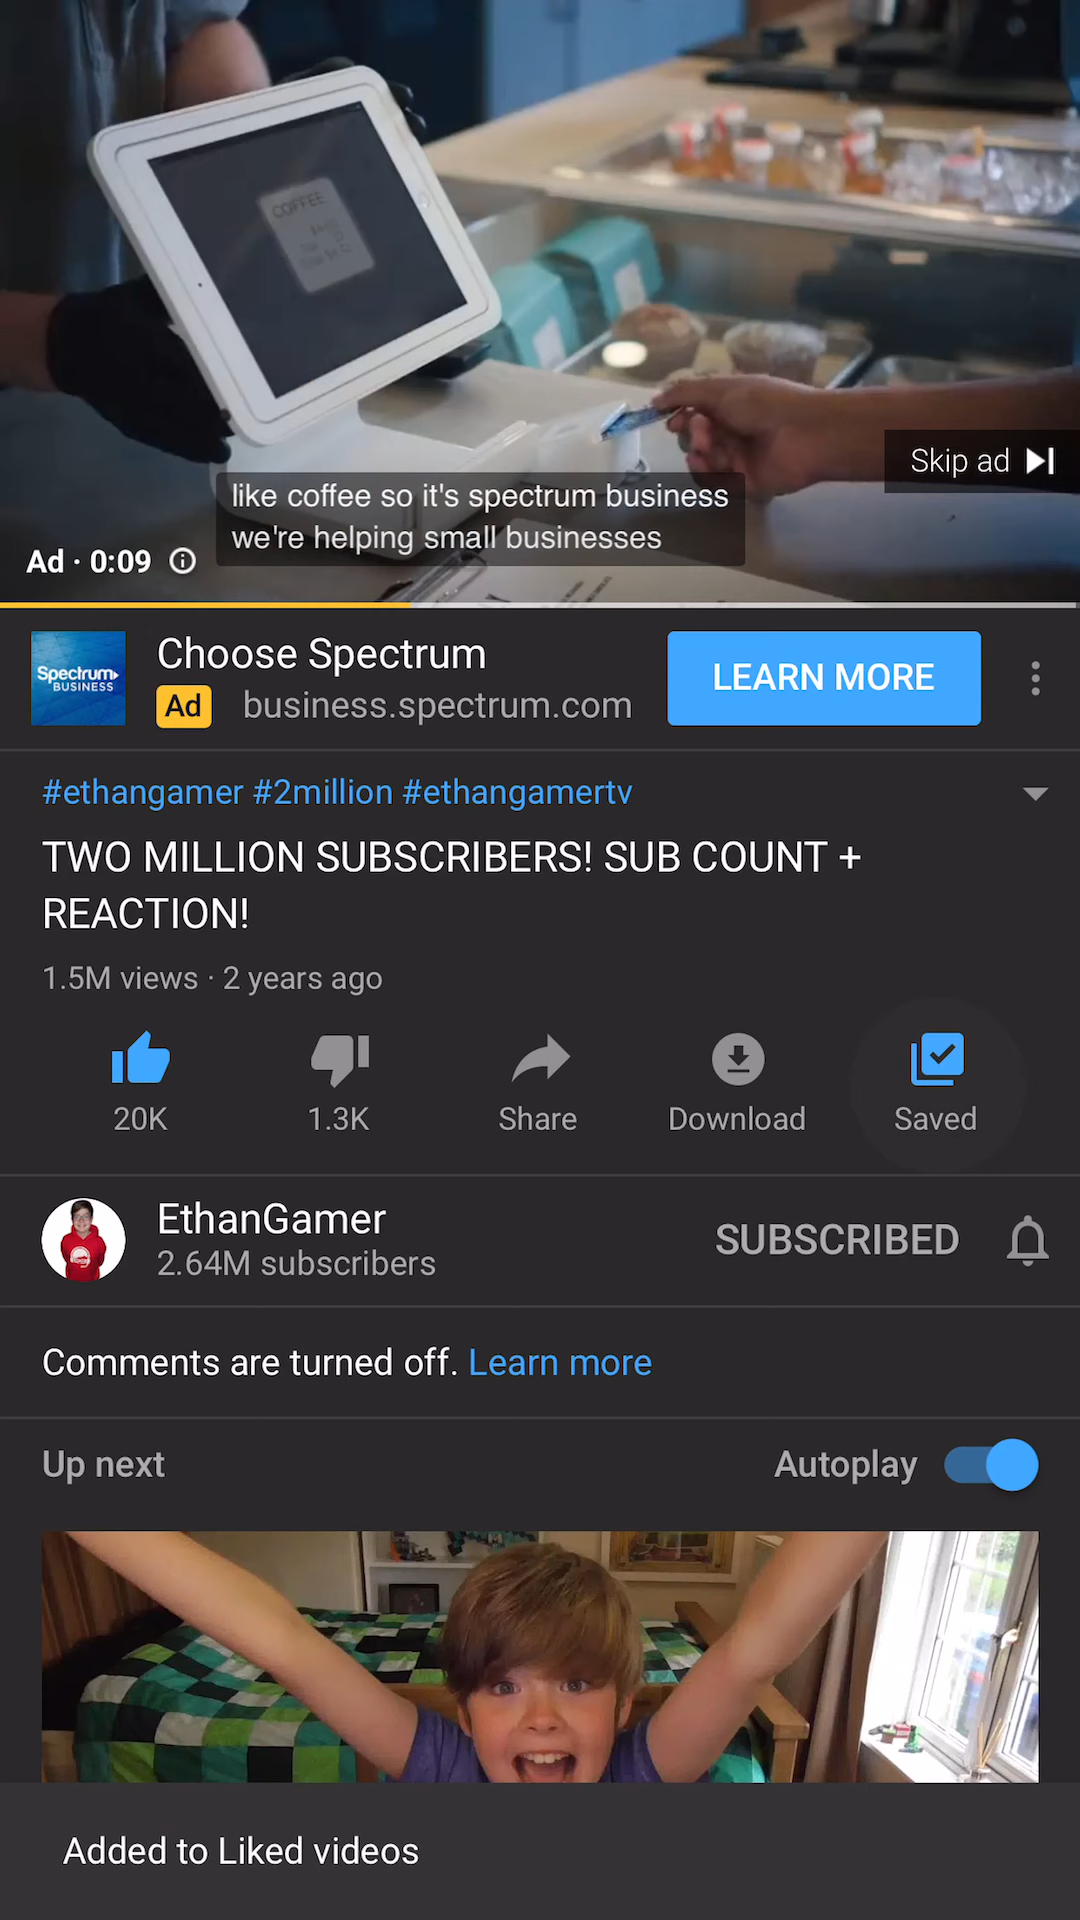 COFFEE
Skip ad
like coffee so it's spectrum business
we're helping small businesses
Ad · 0:09
Spectrum
BUSINESS
Choose Spectrum
Ad business.spectrum.com
LEARN MORE
#ethangamer #2million #ethangamertv
TWO MILLION SUBSCRIBERS! SUB COUNT +
REACTION!
1.5M views · 2 years ago
20K
1.3K
Share
Download
Saved
EthanGamer
2.64M subscribers
SUBSCRIBED
Comments are turned off. Learn more
Up next
Autoplay
Added to Liked videos